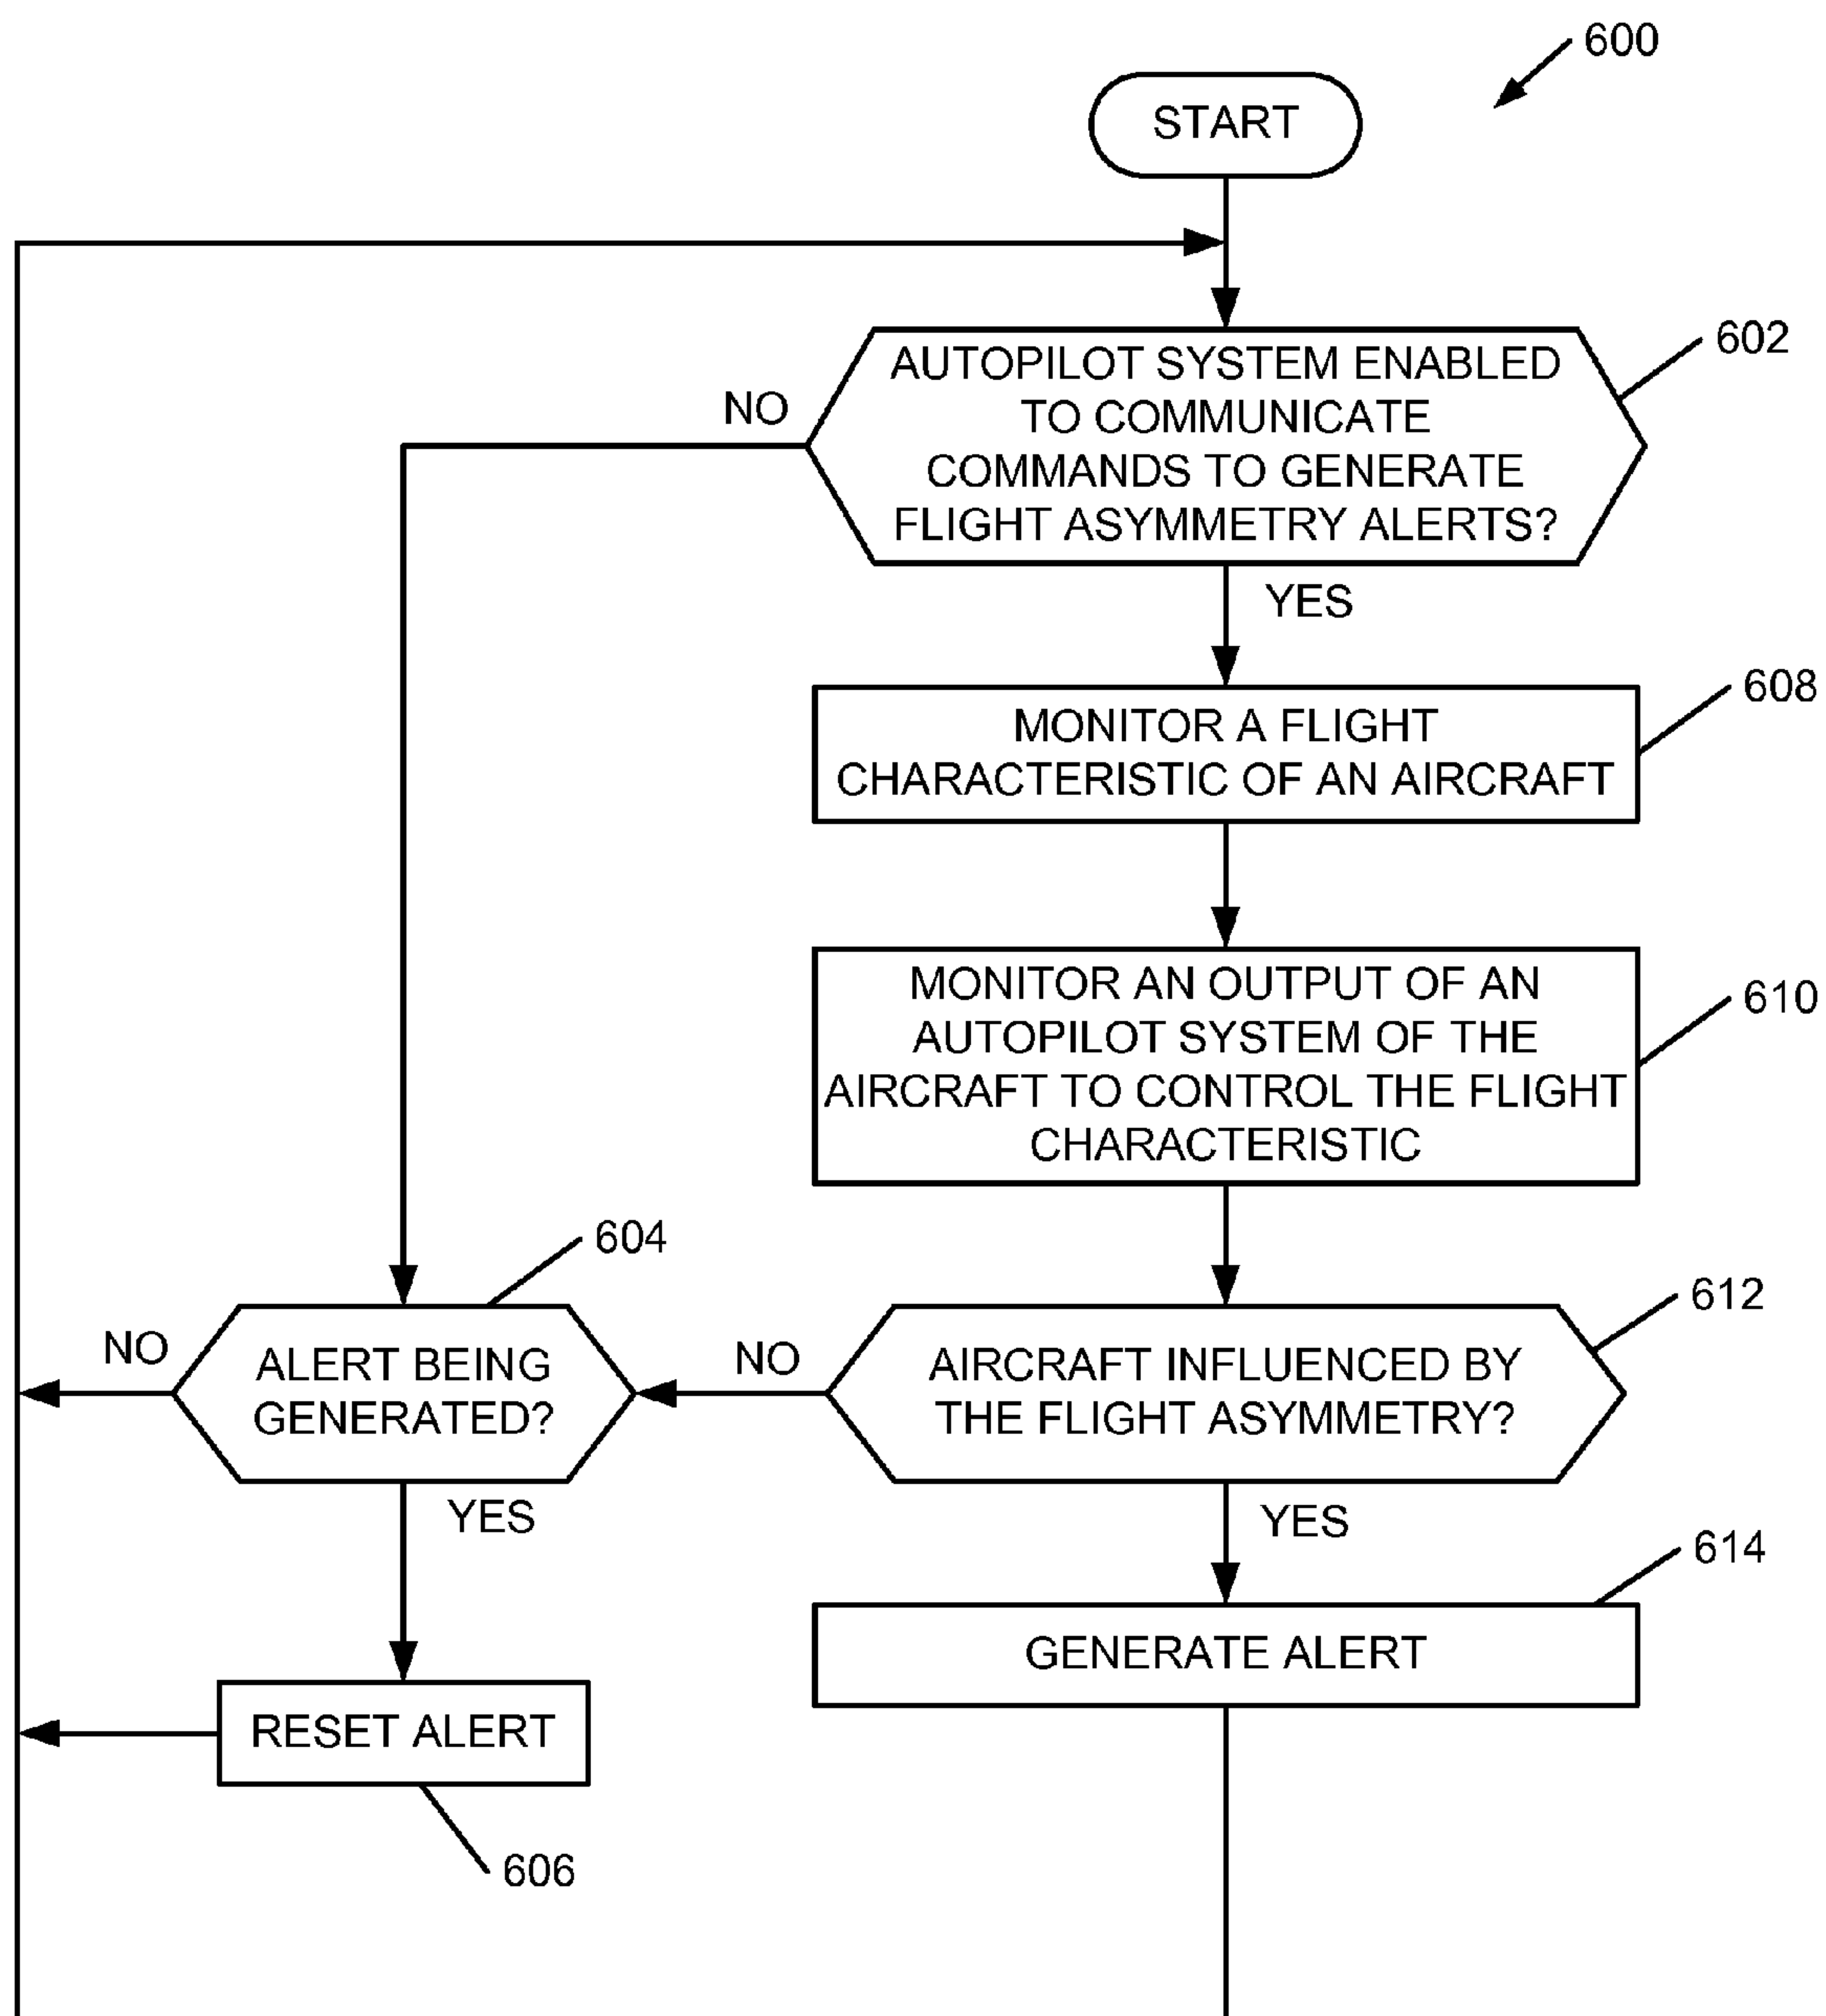 600
START
602
AUTOPILOT SYSTEM ENABLED
TO COMMUNICATE
COMMANDS TO GENERATE
FLIGHT ASYMMETRY ALERTS?
NO
YES
608
MONITOR A FLIGHT
CHARACTERISTIC OF AN AIRCRAFT
610
MONITOR AN OUTPUT OF AN
AUTOPILOT SYSTEM OF THE
AIRCRAFT TO CONTROL THE FLIGHT
CHARACTERISTIC
604
NO
ALERT BEING
GENERATED?
YES
612
NO
AIRCRAFT INFLUENCED BY
THE FLIGHT ASYMMETRY?
YES
614
GENERATE ALERT
RESET ALERT
606